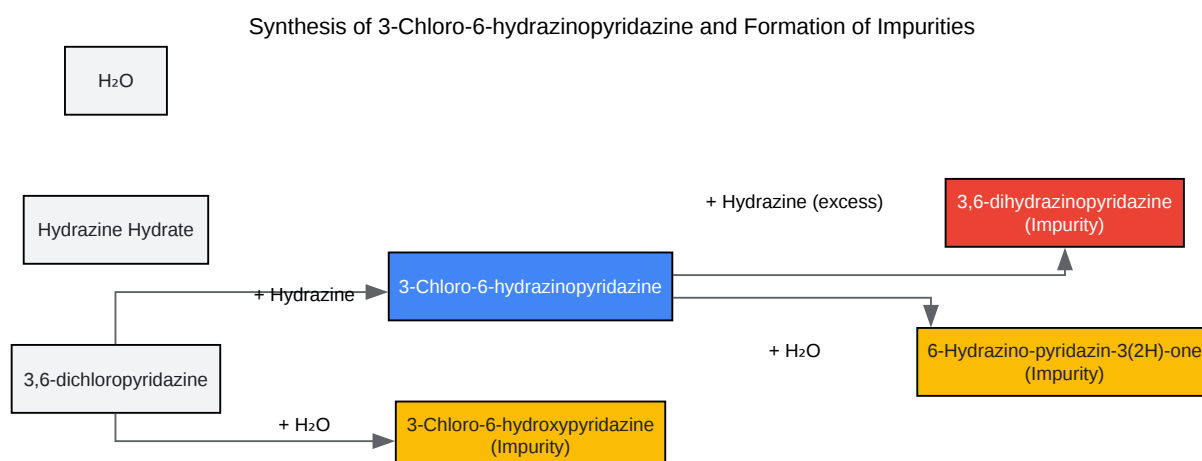 Synthesis of 3-Chloro-6-hydrazinopyridazine and Formation of Impurities
H₂O
Hydrazine Hydrate
+ Hydrazine (excess)
3,6-dihydrazinopyridazine
(Impurity)
+ Hydrazine
3-Chloro-6-hydrazinopyridazine
3,6-dichloropyridazine
+ H₂O
6-Hydrazino-pyridazin-3(2H)-one
(Impurity)
+ H₂O
3-Chloro-6-hydroxypyridazine
(Impurity)